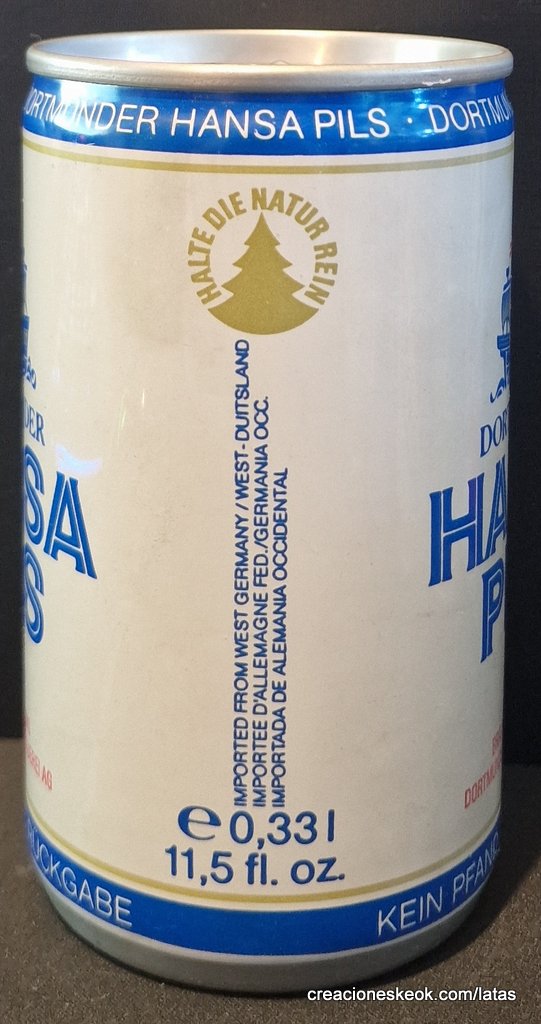 DORTMUNDER HANSA PILS · DORTMU
HALTE DIE NATUR REIN
DER
SA
S
DOR
HA
P
IMPORTED FROM WEST GERMANY / WEST-DUITSLAND
IMPORTEE D'ALLEMAGNE FED./GERMANIA OCC.
IMPORTADA DE ALEMANIA OCCIDENTAL
AG
DORTMUN
e 0,33 l
11,5 fl. oz.
RÜCKGABE
KEIN PFAND
creacioneskeok.com/latas